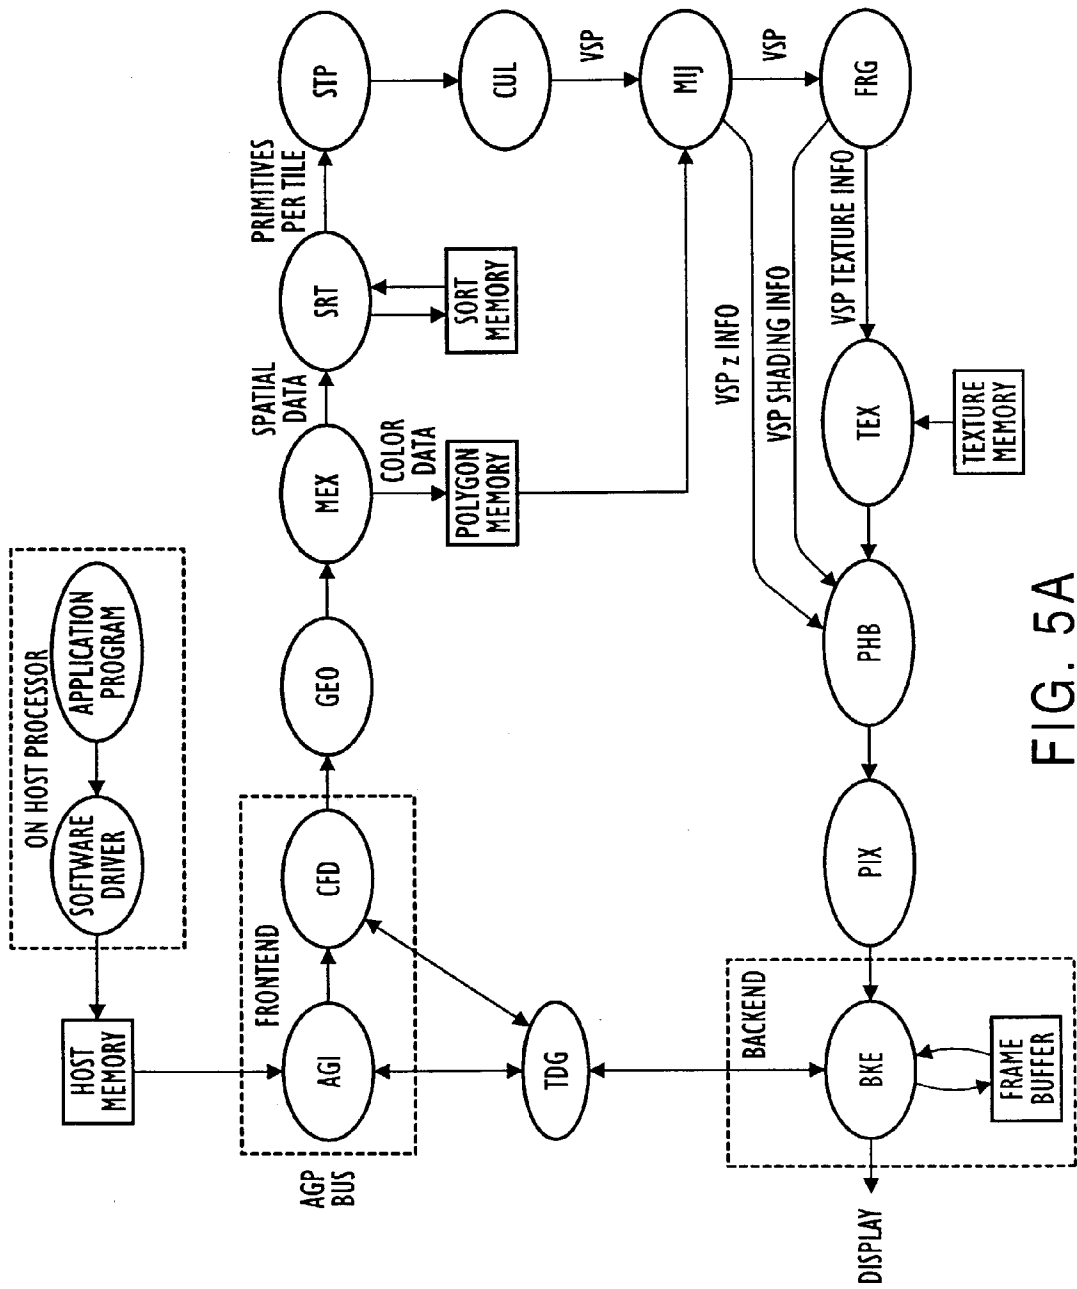 ON HOST PROCESSOR
APPLICATION
PROGRAM
SOFTWARE
DRIVER
HOST
MEMORY
FRONTEND
AGI
CFD
AGP
BUS
GEO
MEX
SPATIAL
DATA
COLOR
DATA
POLYGON
MEMORY
SRT
SORT
MEMORY
PRIMITIVES
PER TILE
STP
CUL
VSP
MIJ
VSP
FRG
VSP z INFO
VSP SHADING INFO
VSP TEXTURE INFO
TEX
TEXTURE
MEMORY
PHB
PIX
TDG
BACKEND
BKE
FRAME
BUFFER
DISPLAY
FIG. 5A